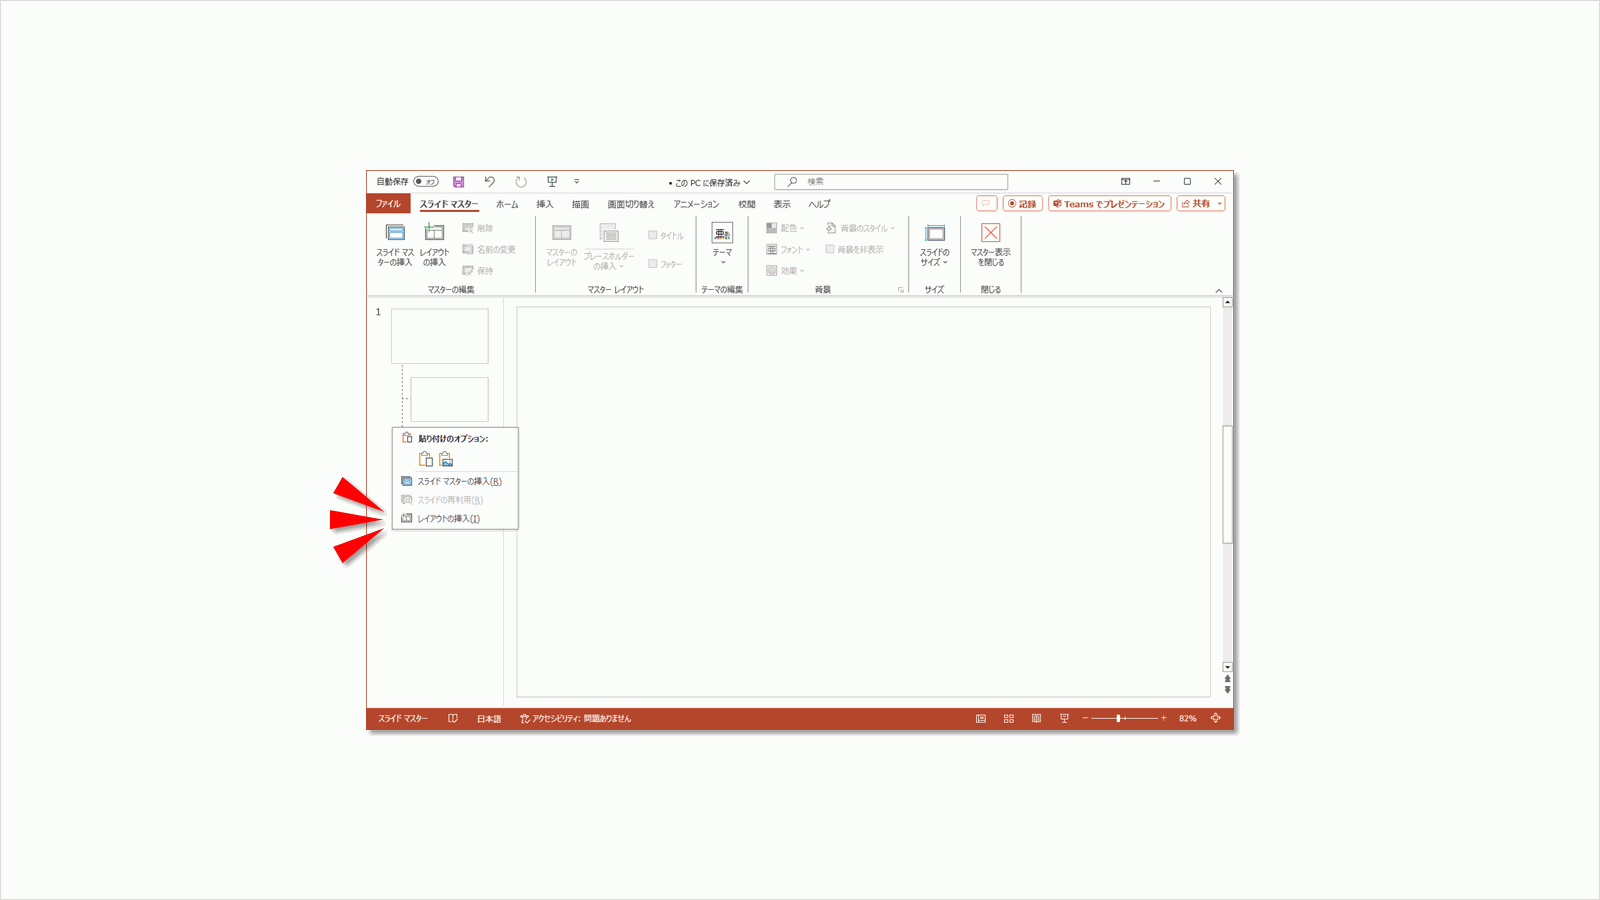 自動保存 オフ
• この PC に保存済み
検索
ファイル スライド マスター ホーム 挿入 描画 画面切り替え アニメーション 校閲 表示 ヘルプ
記録 Teams でプレゼンテーション 共有
スライド マス
ターの挿入
レイアウト
の挿入
削除
名前の変更
保持
マスターの編集
マスターの
レイアウト
プレースホルダー
の挿入
タイトル
フッター
マスター レイアウト
亜あ
テーマ
テーマの編集
配色
フォント
効果
背景のスタイル
背景を非表示
背景
スライドの
サイズ
サイズ
マスター表示
を閉じる
閉じる
1
貼り付けのオプション:
スライド マスターの挿入(R)
スライドの再利用(R)
レイアウトの挿入(I)
スライド マスター 日本語 アクセシビリティ: 問題ありません
82%